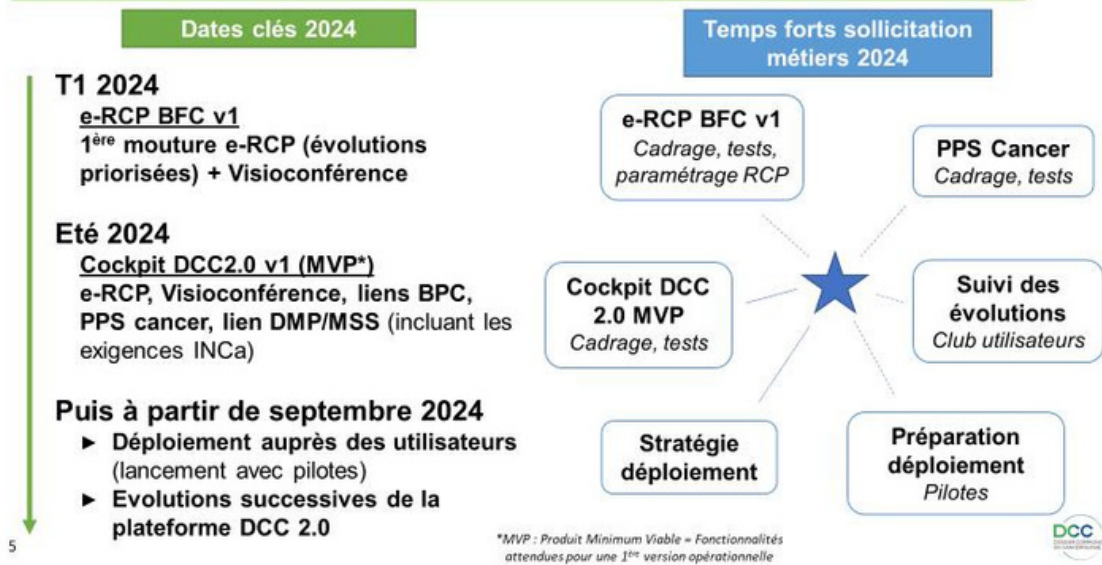 Dates clés 2024
T1 2024
e-RCP BFC v1
1ère mouture e-RCP (évolutions
priorisées) + Visioconférence
Eté 2024
Cockpit DCC2.0 v1 (MVP*)
e-RCP, Visioconférence, liens BPC,
PPS cancer, lien DMP/MSS (incluant les
exigences INCa)
Puis à partir de septembre 2024
► Déploiement auprès des utilisateurs
(lancement avec pilotes)
► Evolutions successives de la
plateforme DCC 2.0
Temps forts sollicitation
métiers 2024
e-RCP BFC v1
Cadrage, tests,
paramétrage RCP
PPS Cancer
Cadrage, tests
Cockpit DCC
2.0 MVP
Cadrage, tests
Suivi des
évolutions
Club utilisateurs
Stratégie
déploiement
Préparation
déploiement
Pilotes
*MVP : Produit Minimum Viable = Fonctionnalités
attendues pour une 1ère version opérationnelle
5
DCC